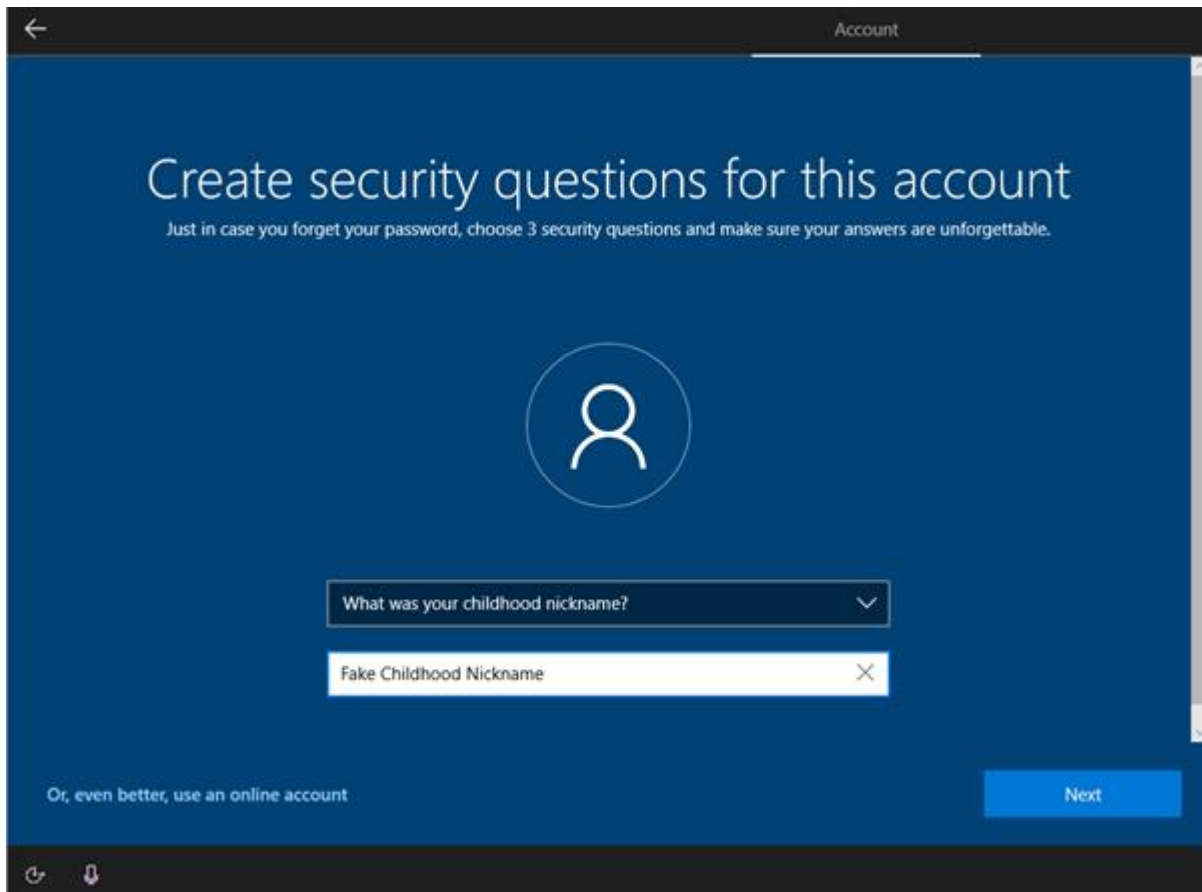 Account
Create security questions for this account
Just in case you forget your password, choose 3 security questions and make sure your answers are unforgettable.
What was your childhood nickname?
Fake Childhood Nickname
Or, even better, use an online account
Next